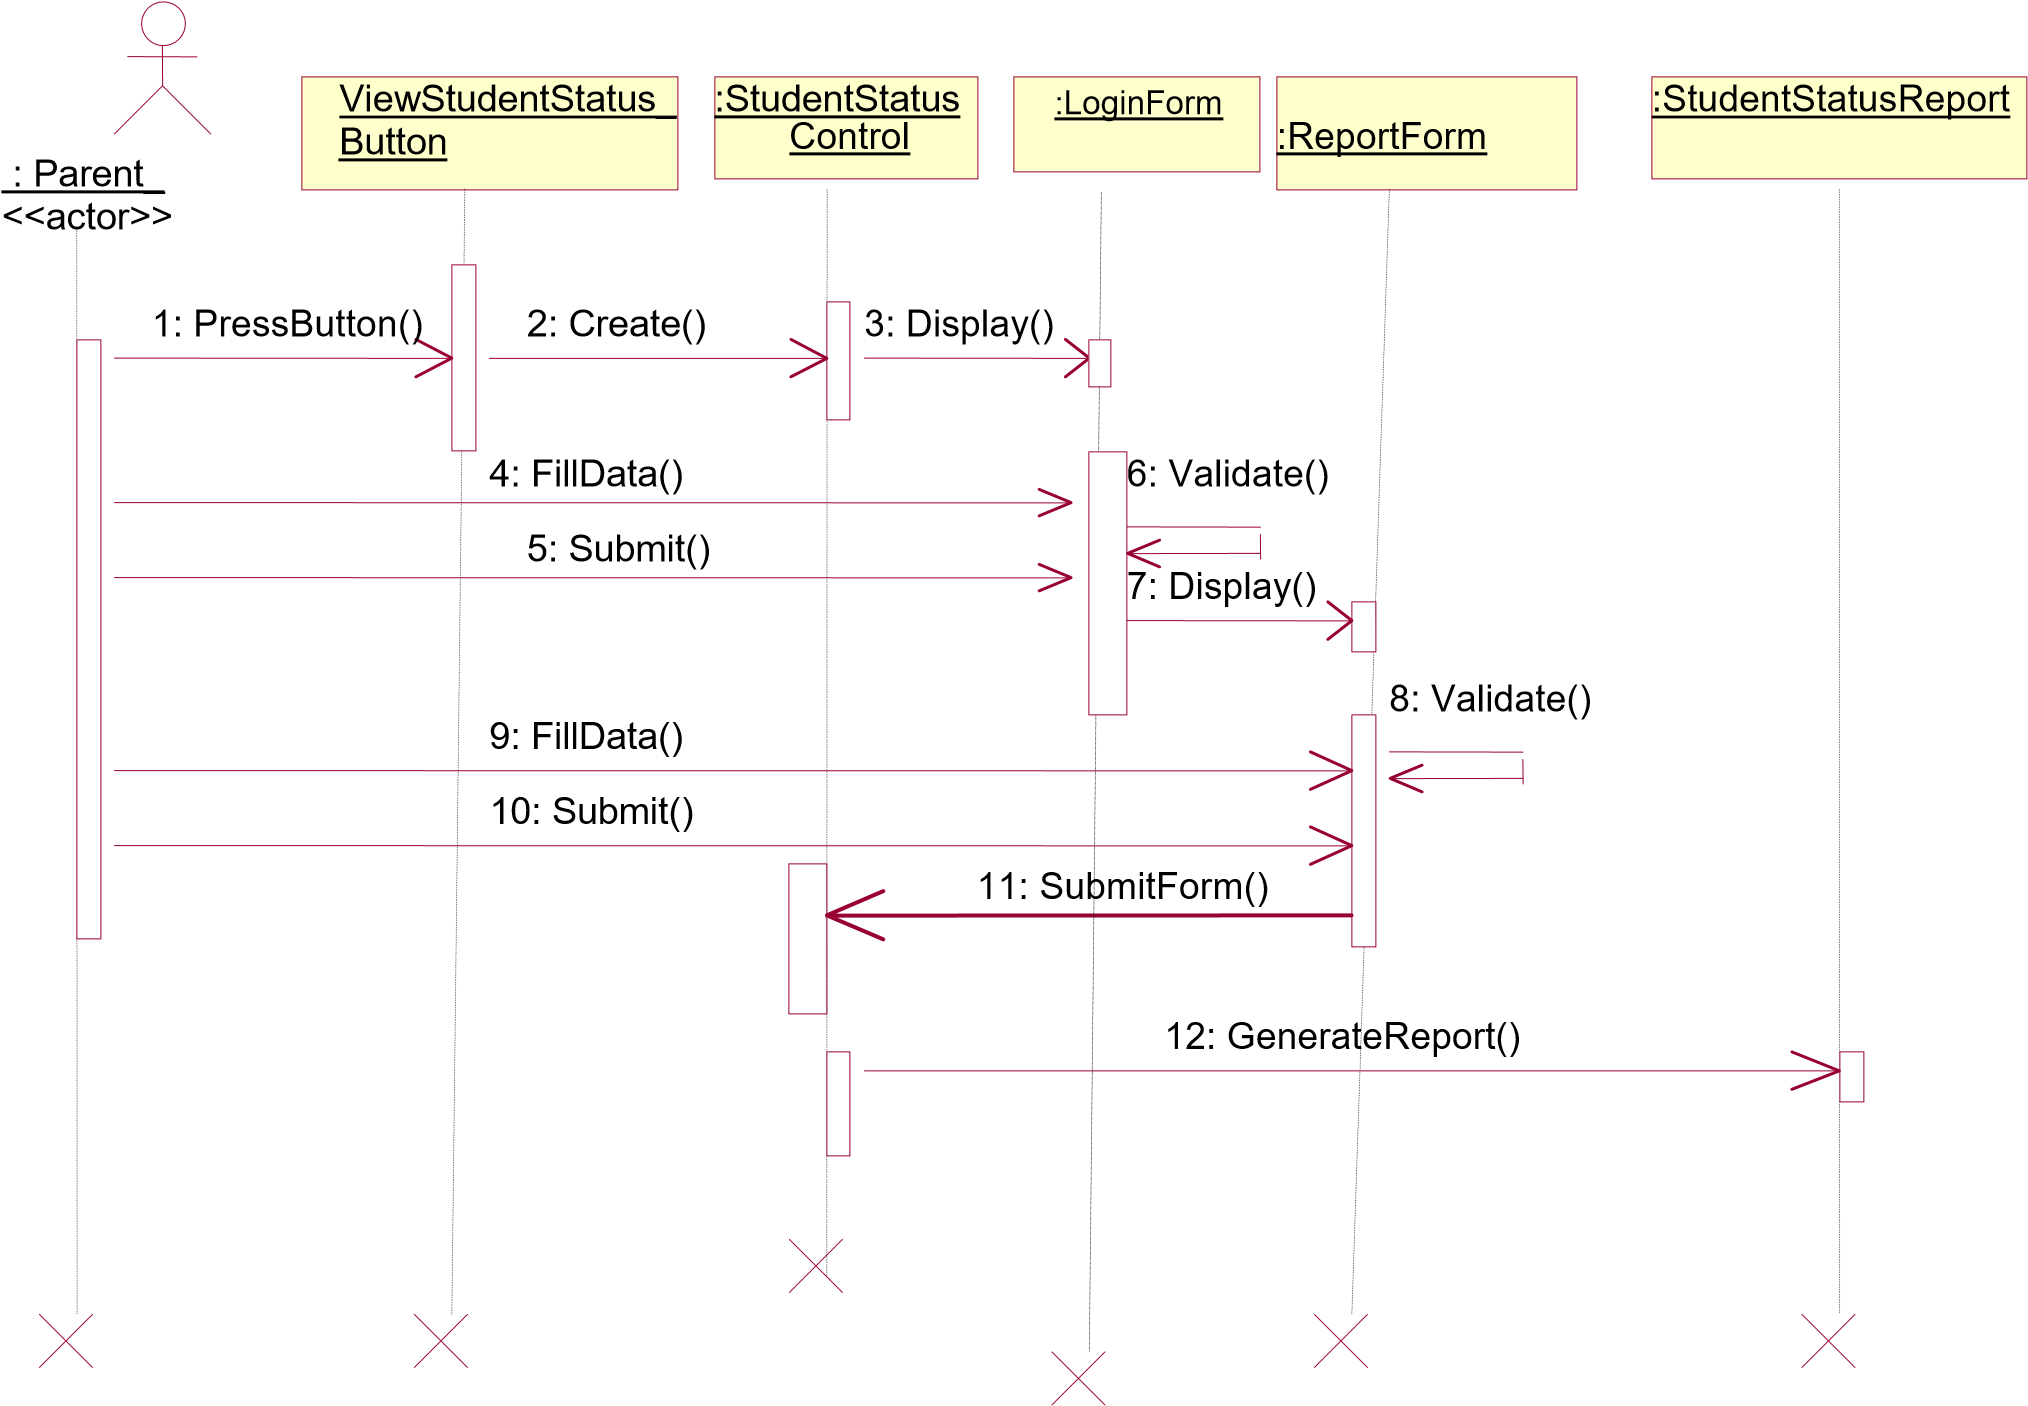 ViewStudentStatus_
Button
:StudentStatus
Control
:LoginForm
:ReportForm
:StudentStatusReport
: Parent_
<<actor>>
1: PressButton()
2: Create()
3: Display()
4: FillData()
6: Validate()
5: Submit()
7: Display()
8: Validate()
9: FillData()
10: Submit()
11: SubmitForm()
12: GenerateReport()